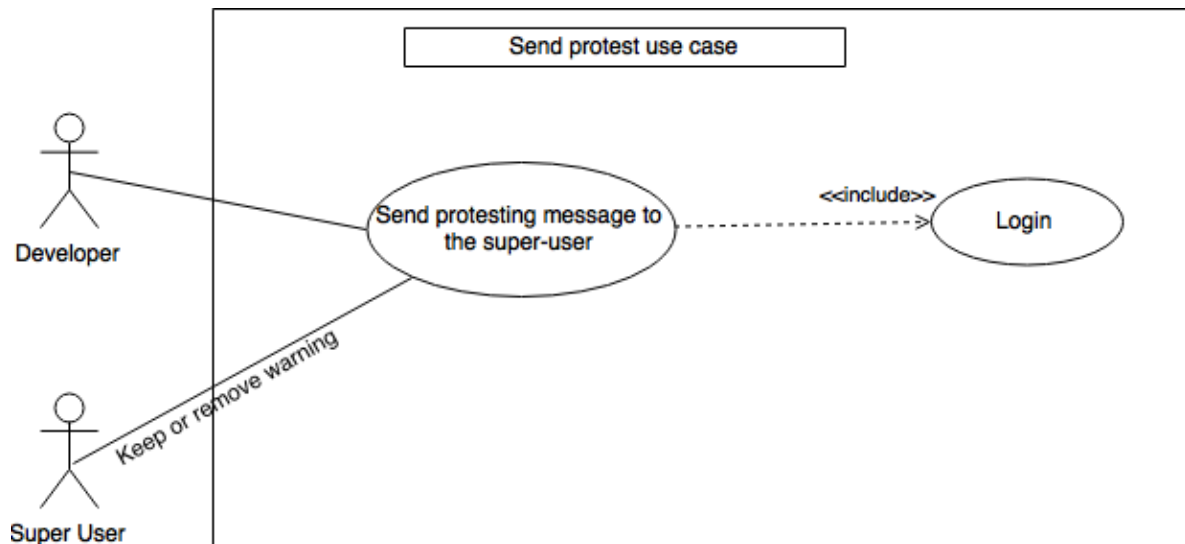 Send protest use case
Developer
Send protesting message to
the super-user
<<include>>
Login
Keep or remove warning
Super User